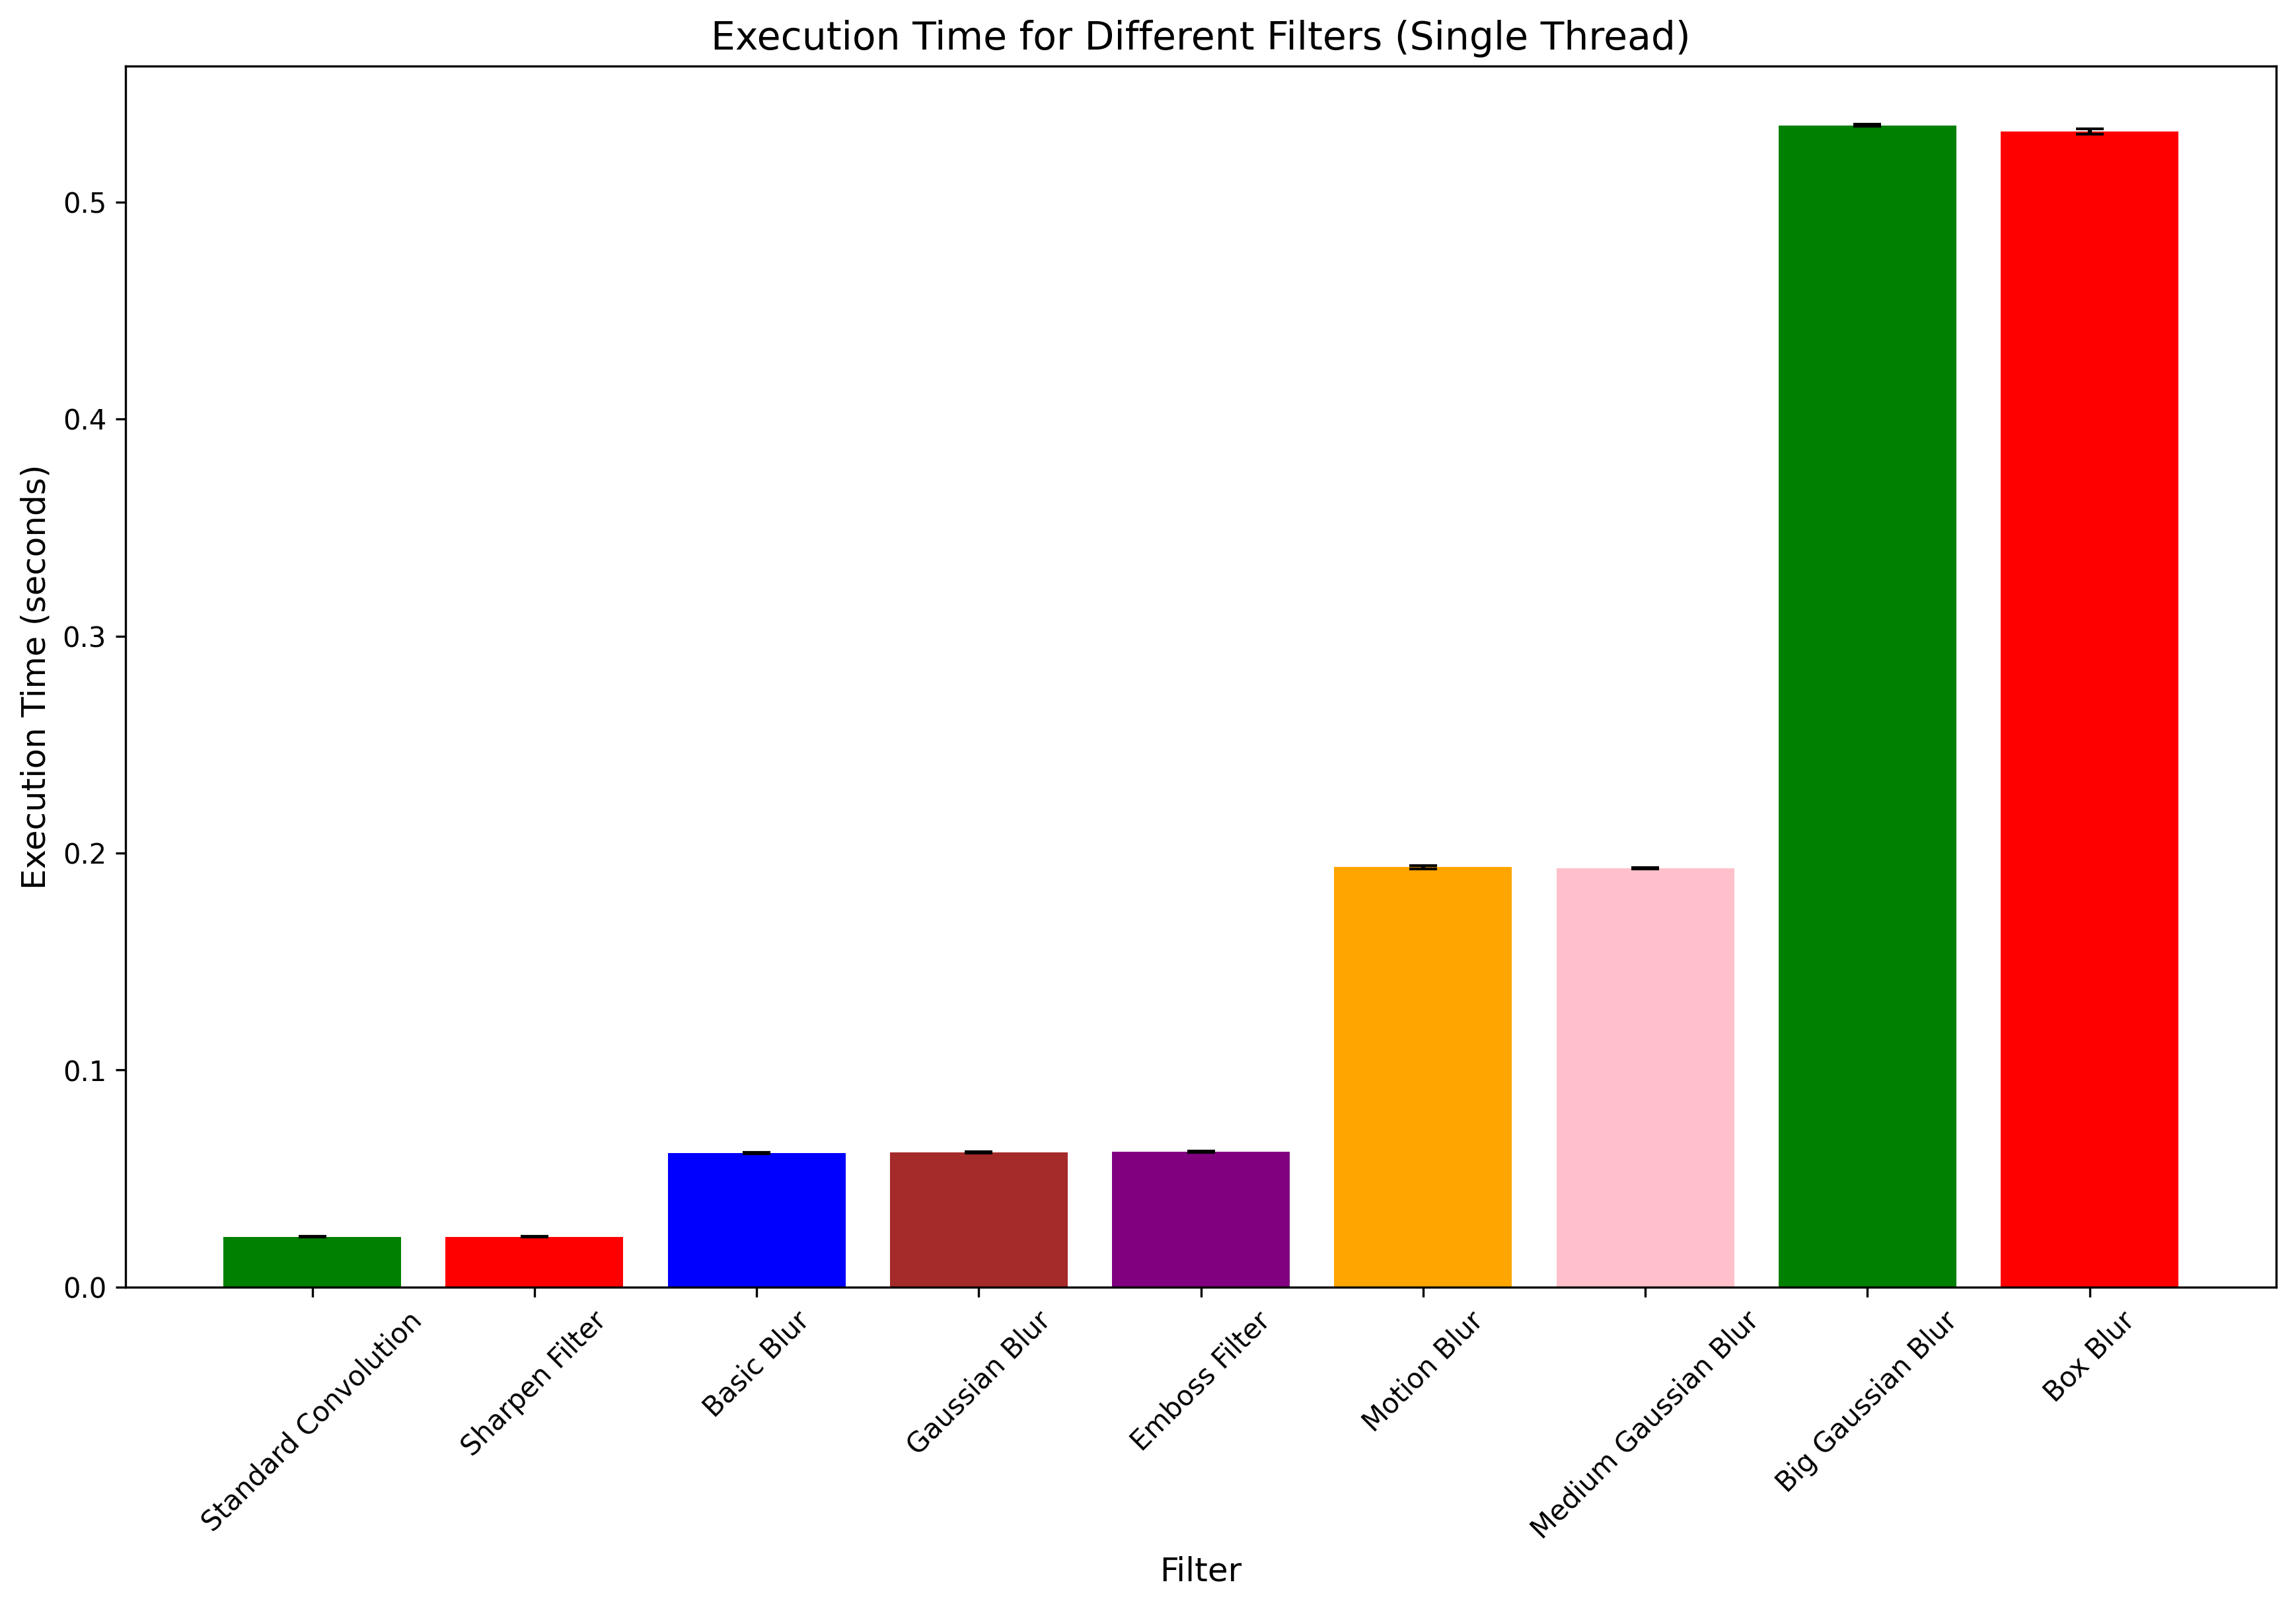 Execution Time for Different Filters (Single Thread)
Execution Time (seconds)
0.5
0.4
0.3
0.2
0.1
0.0
Standard Convolution
Sharpen Filter
Basic Blur
Gaussian Blur
Emboss Filter
Motion Blur
Medium Gaussian Blur
Big Gaussian Blur
Box Blur
Filter